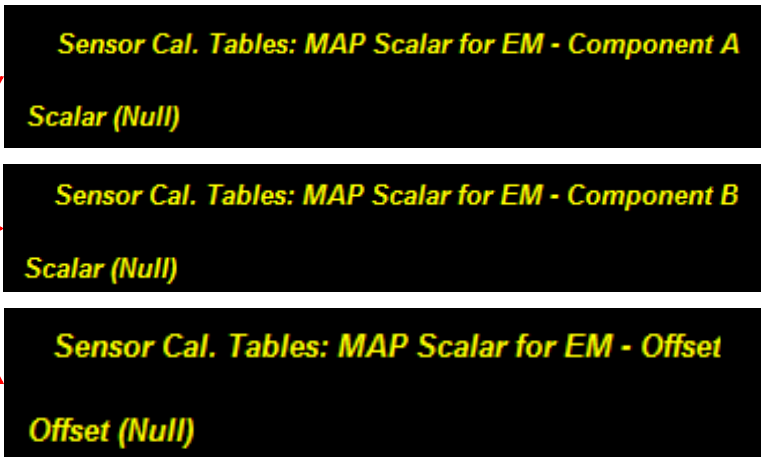 Sensor Cal. Tables: MAP Scalar for EM - Component A
Scalar (Null)
Sensor Cal. Tables: MAP Scalar for EM - Component B
Scalar (Null)
Sensor Cal. Tables: MAP Scalar for EM - Offset
Offset (Null)